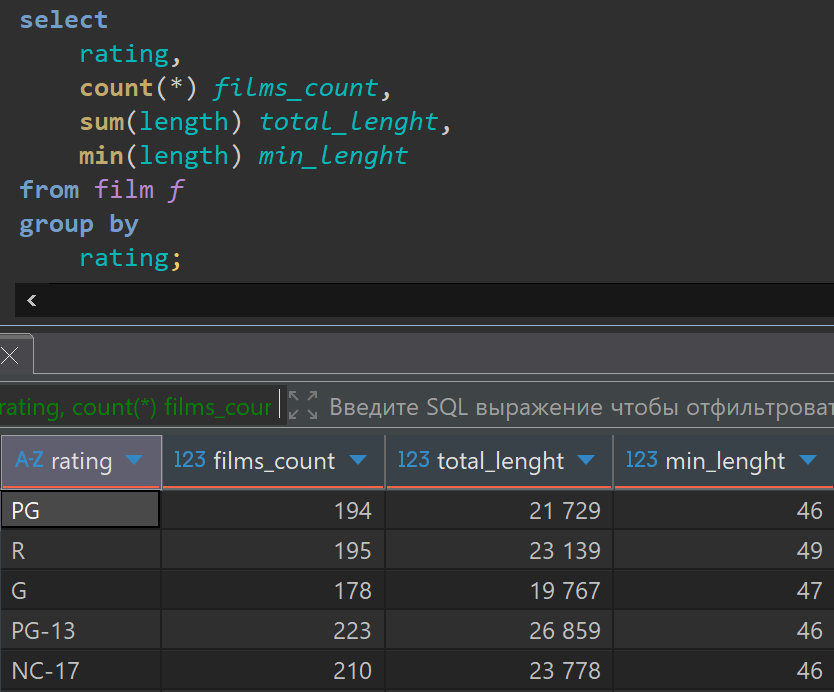 select
rating,
count(*) films_count,
sum(length) total_lenght,
min(length) min_lenght
from film f
group by
rating;
rating, count(*) films_cour Введите SQL выражение чтобы отфильтроват
A-Z rating 123 films_count 123 total_lenght 123 min_lenght
PG 194 21 729 46
R 195 23 139 49
G 178 19 767 47
PG-13 223 26 859 46
NC-17 210 23 778 46